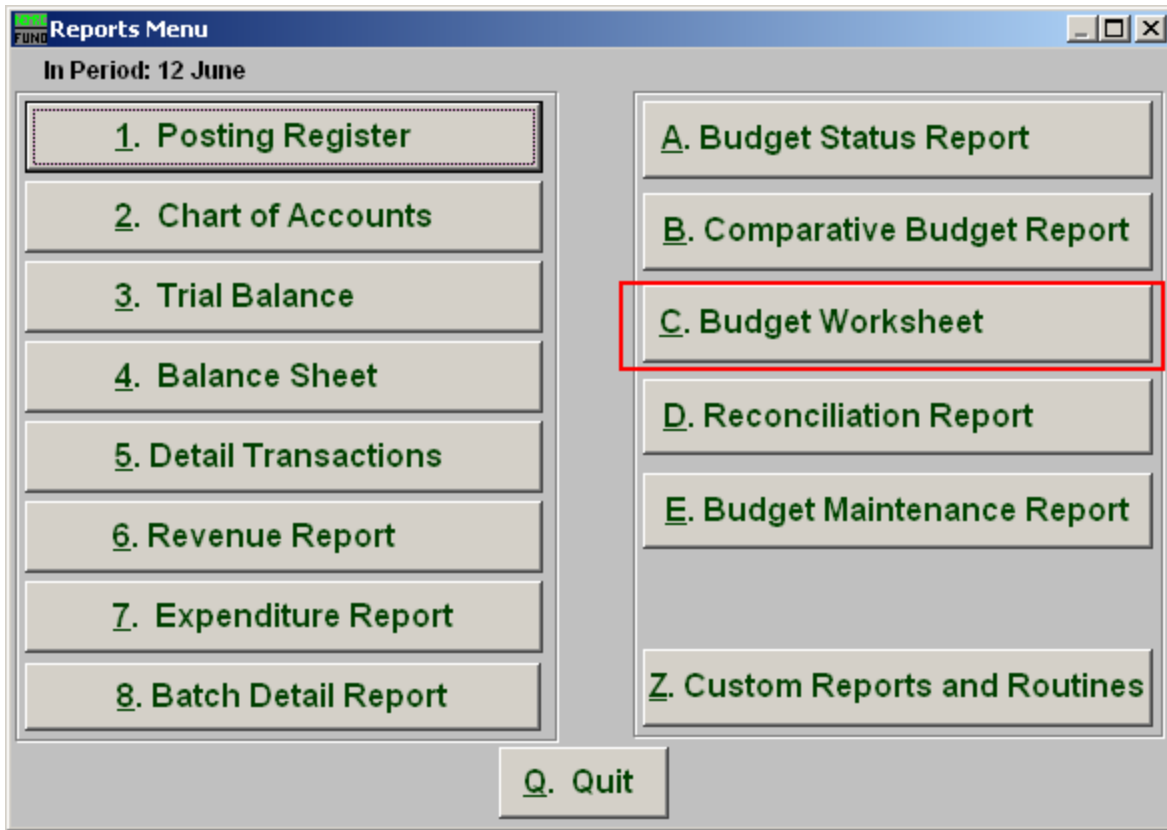 NEMRC
FUND Reports Menu
In Period: 12 June
1. Posting Register
2. Chart of Accounts
3. Trial Balance
4. Balance Sheet
5. Detail Transactions
6. Revenue Report
7. Expenditure Report
8. Batch Detail Report
A. Budget Status Report
B. Comparative Budget Report
C. Budget Worksheet
D. Reconciliation Report
E. Budget Maintenance Report
Z. Custom Reports and Routines
Q. Quit